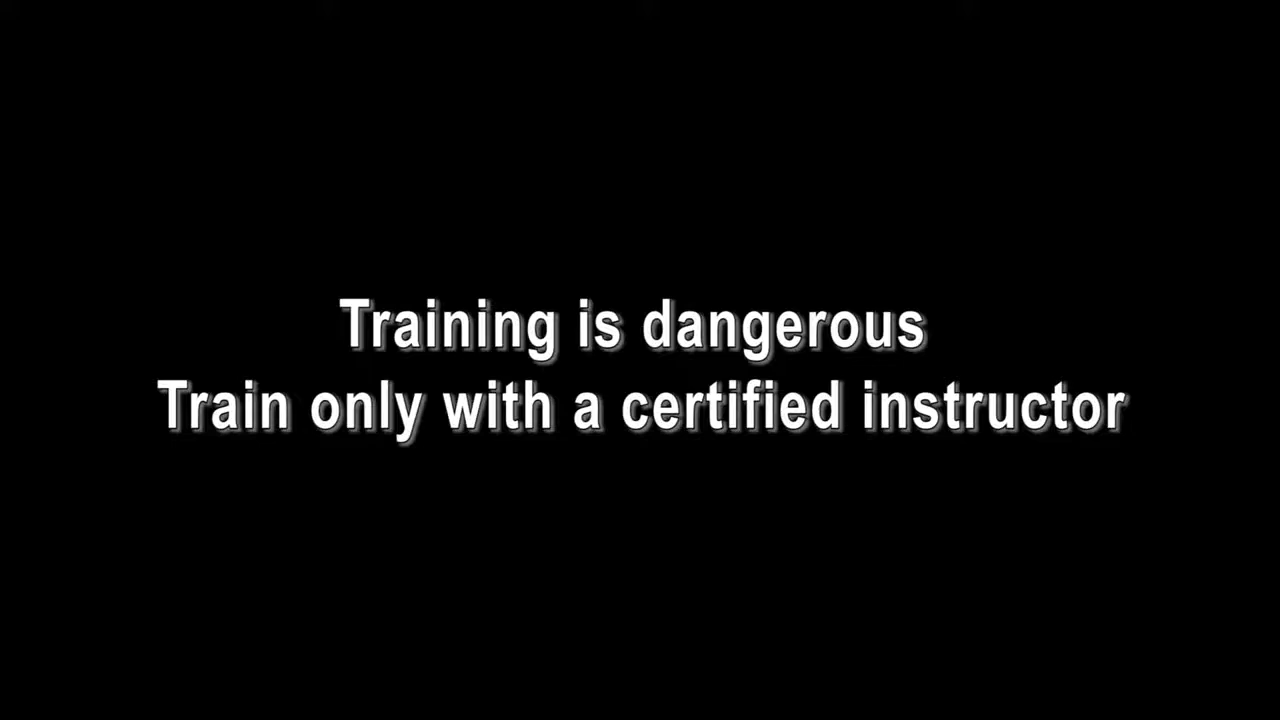 Training is dangerous
Train only with a certified instructor